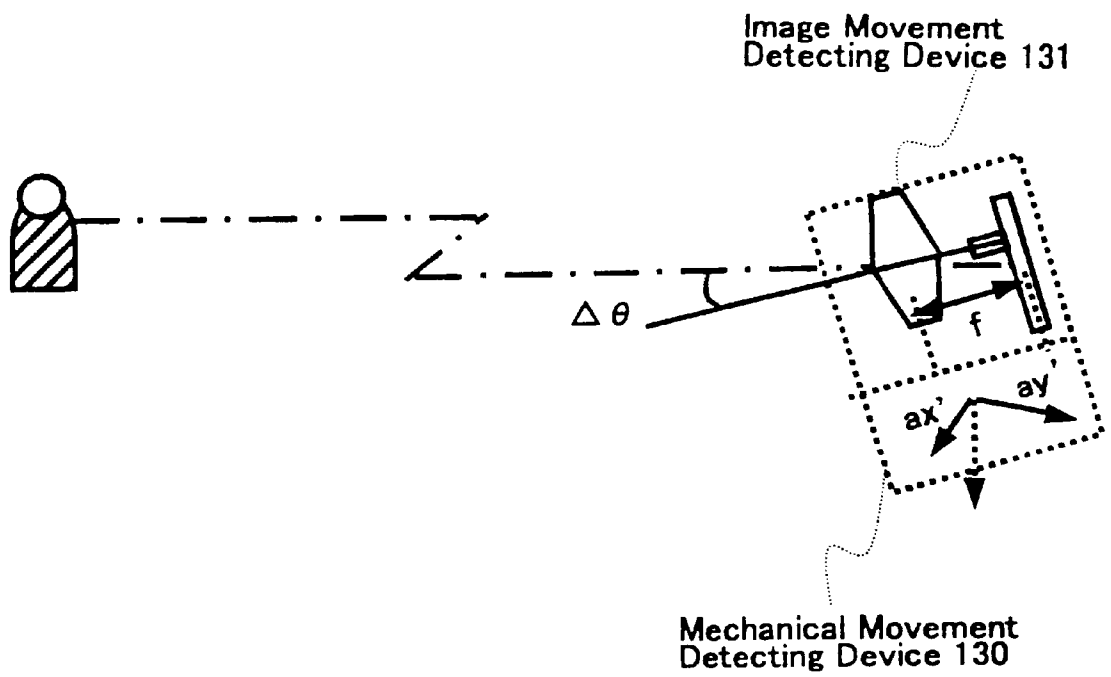 Image Movement
Detecting Device 131
Δθ
f
ax'
ay'
Mechanical Movement
Detecting Device 130